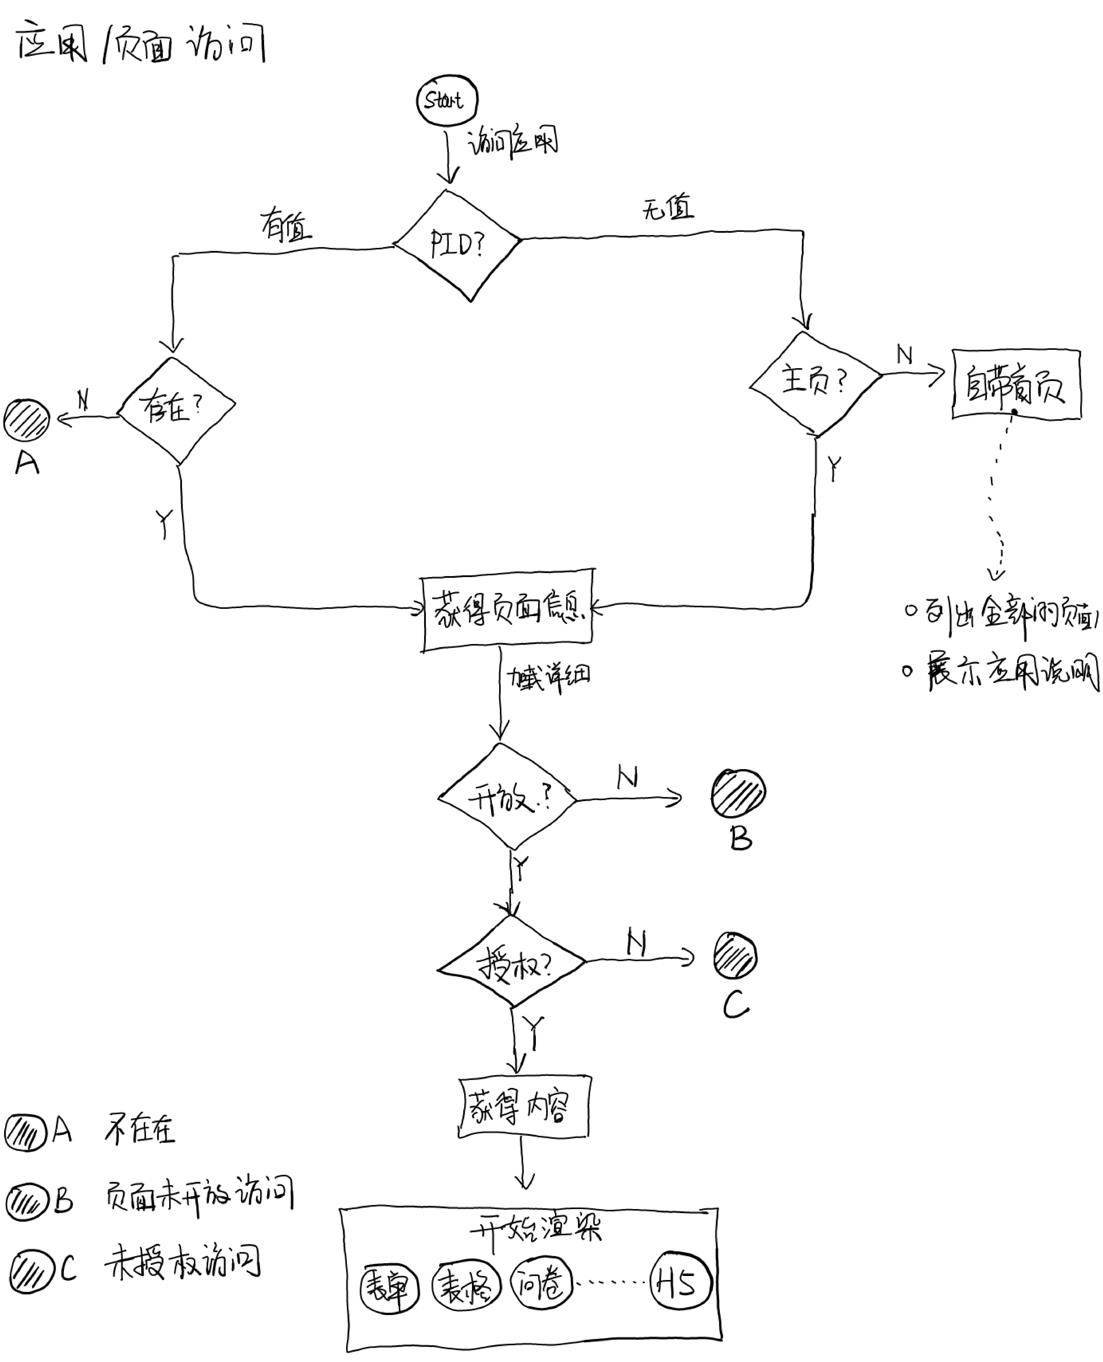 应用/页面访问
Start
访问应用
有值
PID?
无值
存在?
N
A
Y
主页?
N
自带首页
Y
获得页面信息
加载详细
列出全部的页面
展示应用说明
开放?
N
B
Y
授权?
N
C
Y
获得内容
开始渲染
表单 表格 问卷 ...... H5
A 不存在
B 页面未开放访问
C 未授权访问